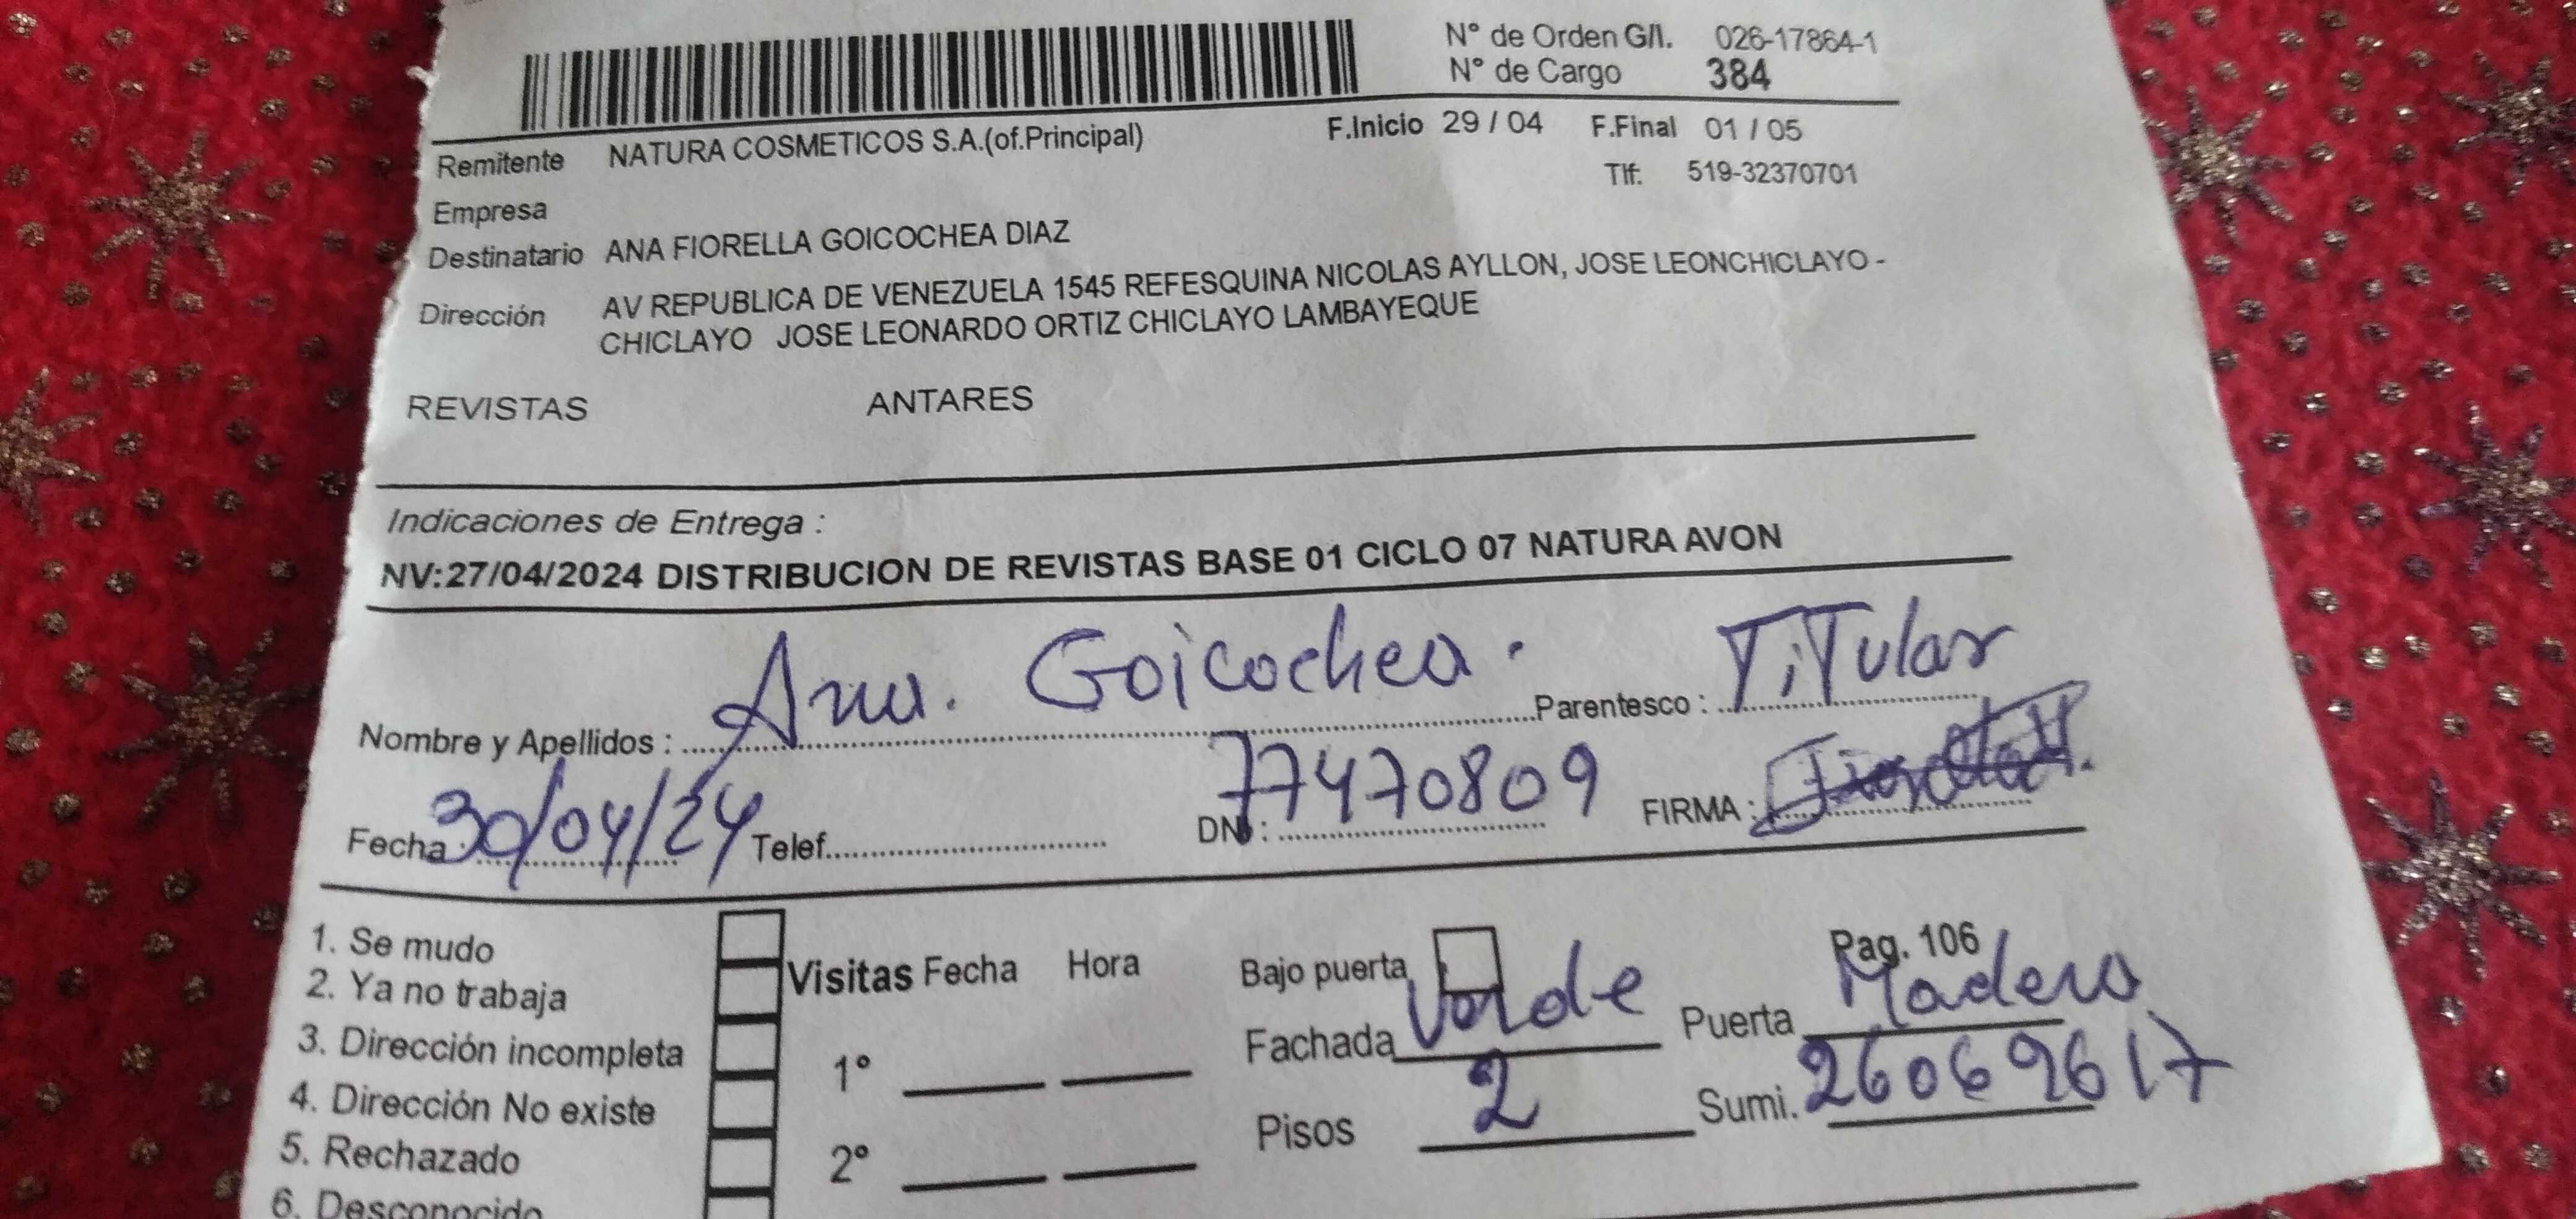 N° de Orden G/I. 026-17864-1
N° de Cargo 384
Remitente NATURA COSMETICOS S.A.(of.Principal) F.Inicio 29 / 04 F.Final 01 / 05
Tlf. 519-32370701
Empresa
Destinatario ANA FIORELLA GOICOCHEA DIAZ
Dirección AV REPUBLICA DE VENEZUELA 1545 REFESQUINA NICOLAS AYLLON, JOSE LEONCHICLAYO -
CHICLAYO JOSE LEONARDO ORTIZ CHICLAYO LAMBAYEQUE
REVISTAS ANTARES
Indicaciones de Entrega :
NV:27/04/2024 DISTRIBUCION DE REVISTAS BASE 01 CICLO 07 NATURA AVON
Nombre y Apellidos : Ana. Goicochea. Parentesco : TiTular
Fecha : 30/04/24 Telef. DNI : 77470809 FIRMA :
1. Se mudo
2. Ya no trabaja
3. Dirección incompleta
4. Dirección No existe
5. Rechazado
6. Desconocido
Visitas Fecha Hora
1°
2°
Bajo puerta Pag. 106
Fachada Verde Puerta Madera
Pisos 2 Sumi. 26069617